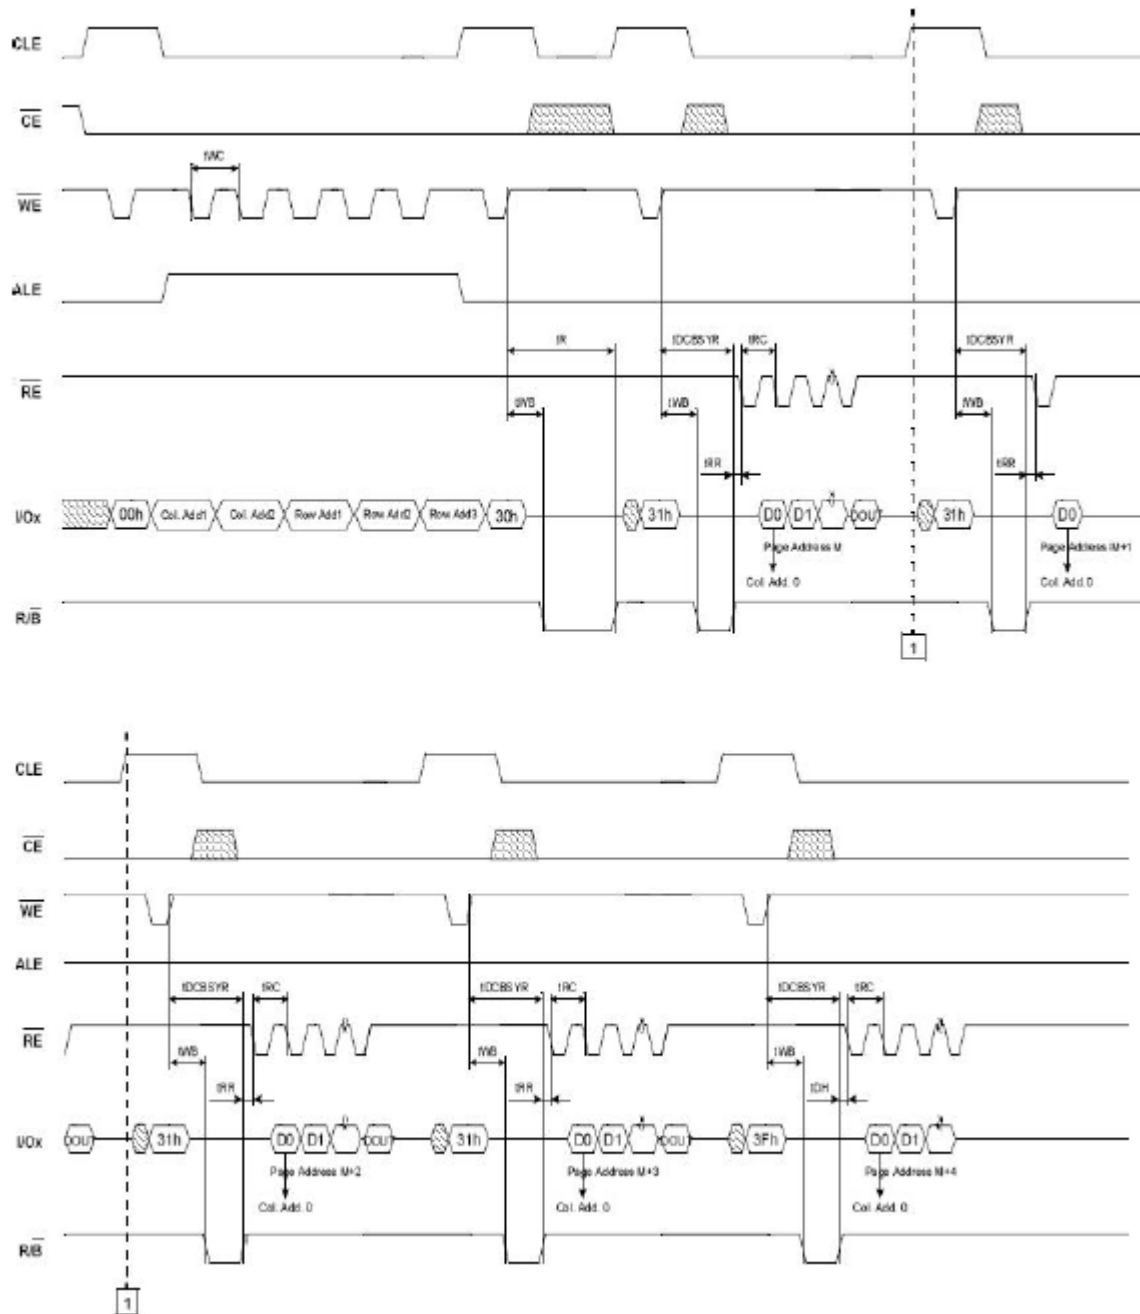 CLE
CE
tWC
WE
ALE
tR tDCBSYR tRC tDCBSYR
RE
tWB tWB tWB
tRR tRR
I/Ox 00h Col. Add1 Col. Add2 Row Add1 Row Add2 Row Add3 30h 31h D0 D1 DOUT 31h D0
Page Address M Page Address M+1
Col. Add. 0 Col. Add. 0
R/B
1
CLE
CE
WE
ALE
tDCBSYR tRC tDCBSYR tRC tDCBSYR tRC
RE
tWB tWB tWB
tRR tRR tDH
I/Ox DOUT 31h D0 D1 DOUT 31h D0 D1 DOUT 3Fh D0 D1
Page Address M+2 Page Address M+3 Page Address M+4
Col. Add. 0 Col. Add. 0 Col. Add. 0
R/B
1